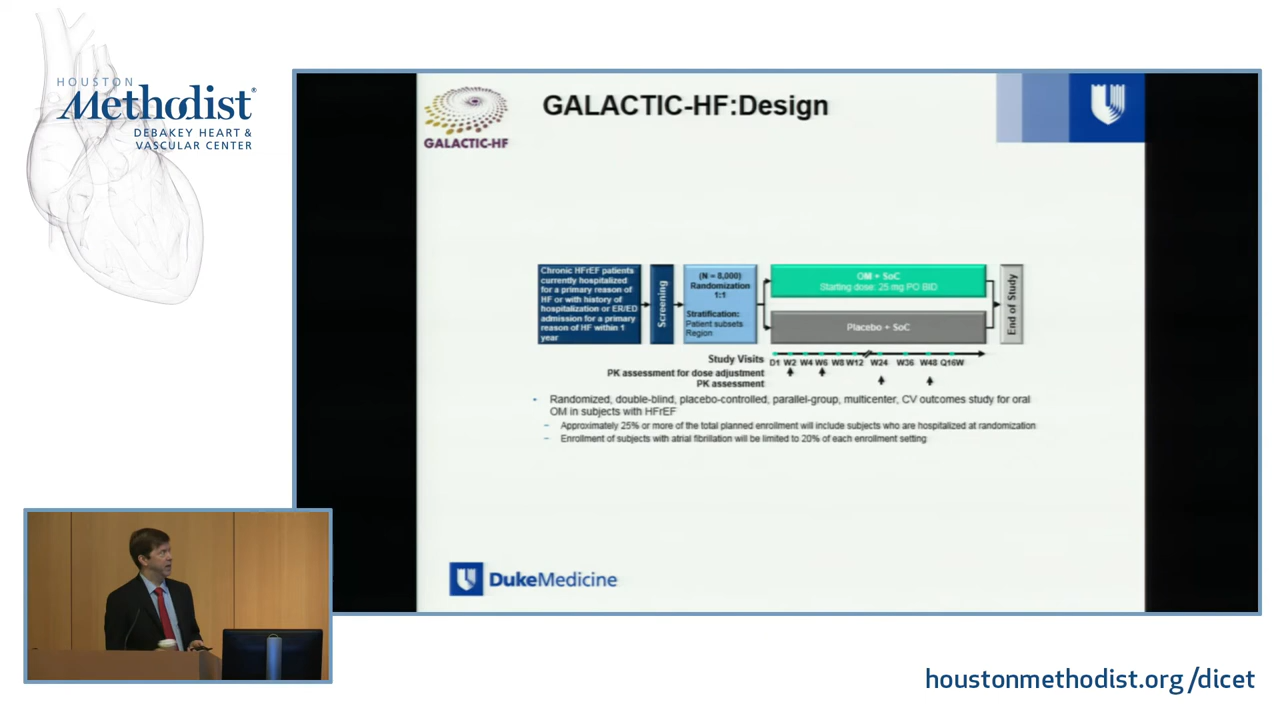 HOUSTON
Methodist®
DEBAKEY HEART &
VASCULAR CENTER
GALACTIC-HF
GALACTIC-HF:Design
Chronic HFrEF patients
currently hospitalized
for a primary reason of
HF or with history of
hospitalization or ER/ED
admission for a primary
reason of HF within 1
year
Screening
(N = 8,000)
Randomization
1:1
Stratification:
Patient subsets
Region
OM + SoC
Starting dose: 25 mg PO BID
Placebo + SoC
End of Study
Study Visits
D1 W2 W4 W6 W8 W12 W24 W36 W48 Q16W
PK assessment for dose adjustment
PK assessment
• Randomized, double-blind, placebo-controlled, parallel-group, multicenter, CV outcomes study for oral
OM in subjects with HFrEF
– Approximately 25% or more of the total planned enrollment will include subjects who are hospitalized at randomization
– Enrollment of subjects with atrial fibrillation will be limited to 20% of each enrollment setting
DukeMedicine
houstonmethodist.org/dicet